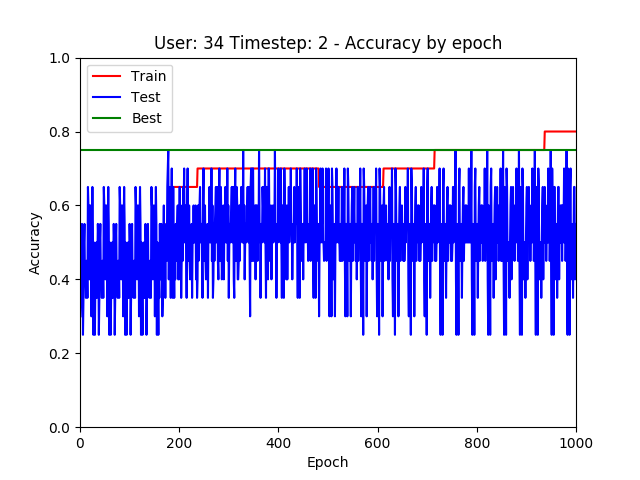 User: 34 Timestep: 2 - Accuracy by epoch
1.0
Train
Test
Best
0.8
0.6
Accuracy
0.4
0.2
0.0
0 200 400 600 800 1000
Epoch